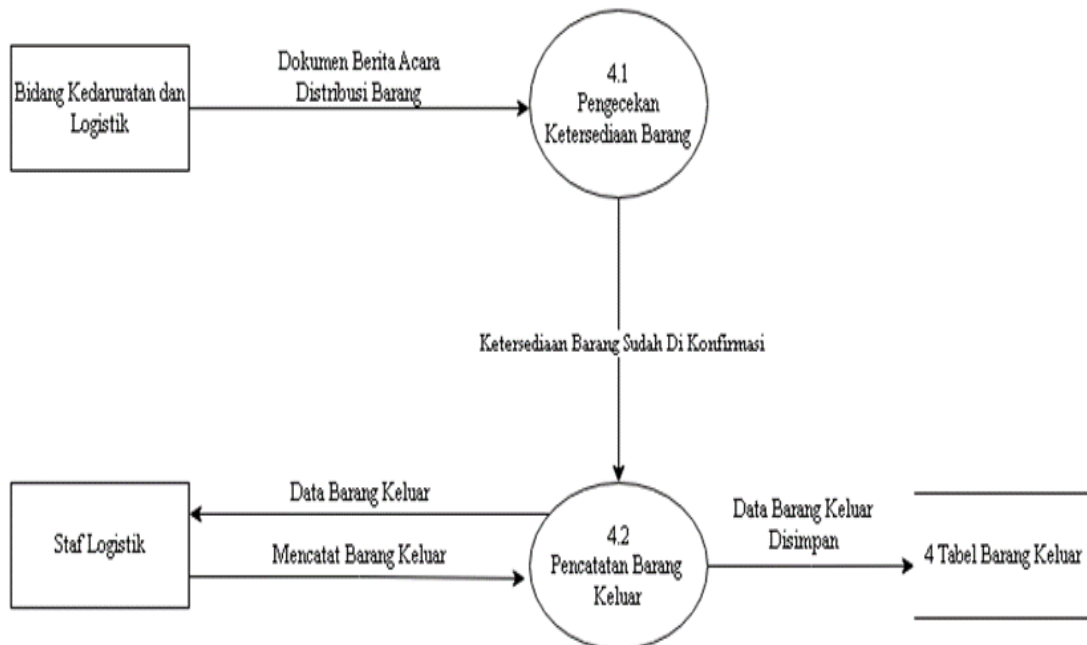 Bidang Kedaruratan dan
Logistik
Dokumen Berita Acara
Distribusi Barang
4.1
Pengecekan
Ketersediaan Barang
Ketersediaan Barang Sudah Di Konfirmasi
Staf Logistik
Data Barang Keluar
Mencatat Barang Keluar
4.2
Pencatatan Barang
Keluar
Data Barang Keluar
Disimpan
4 Tabel Barang Keluar